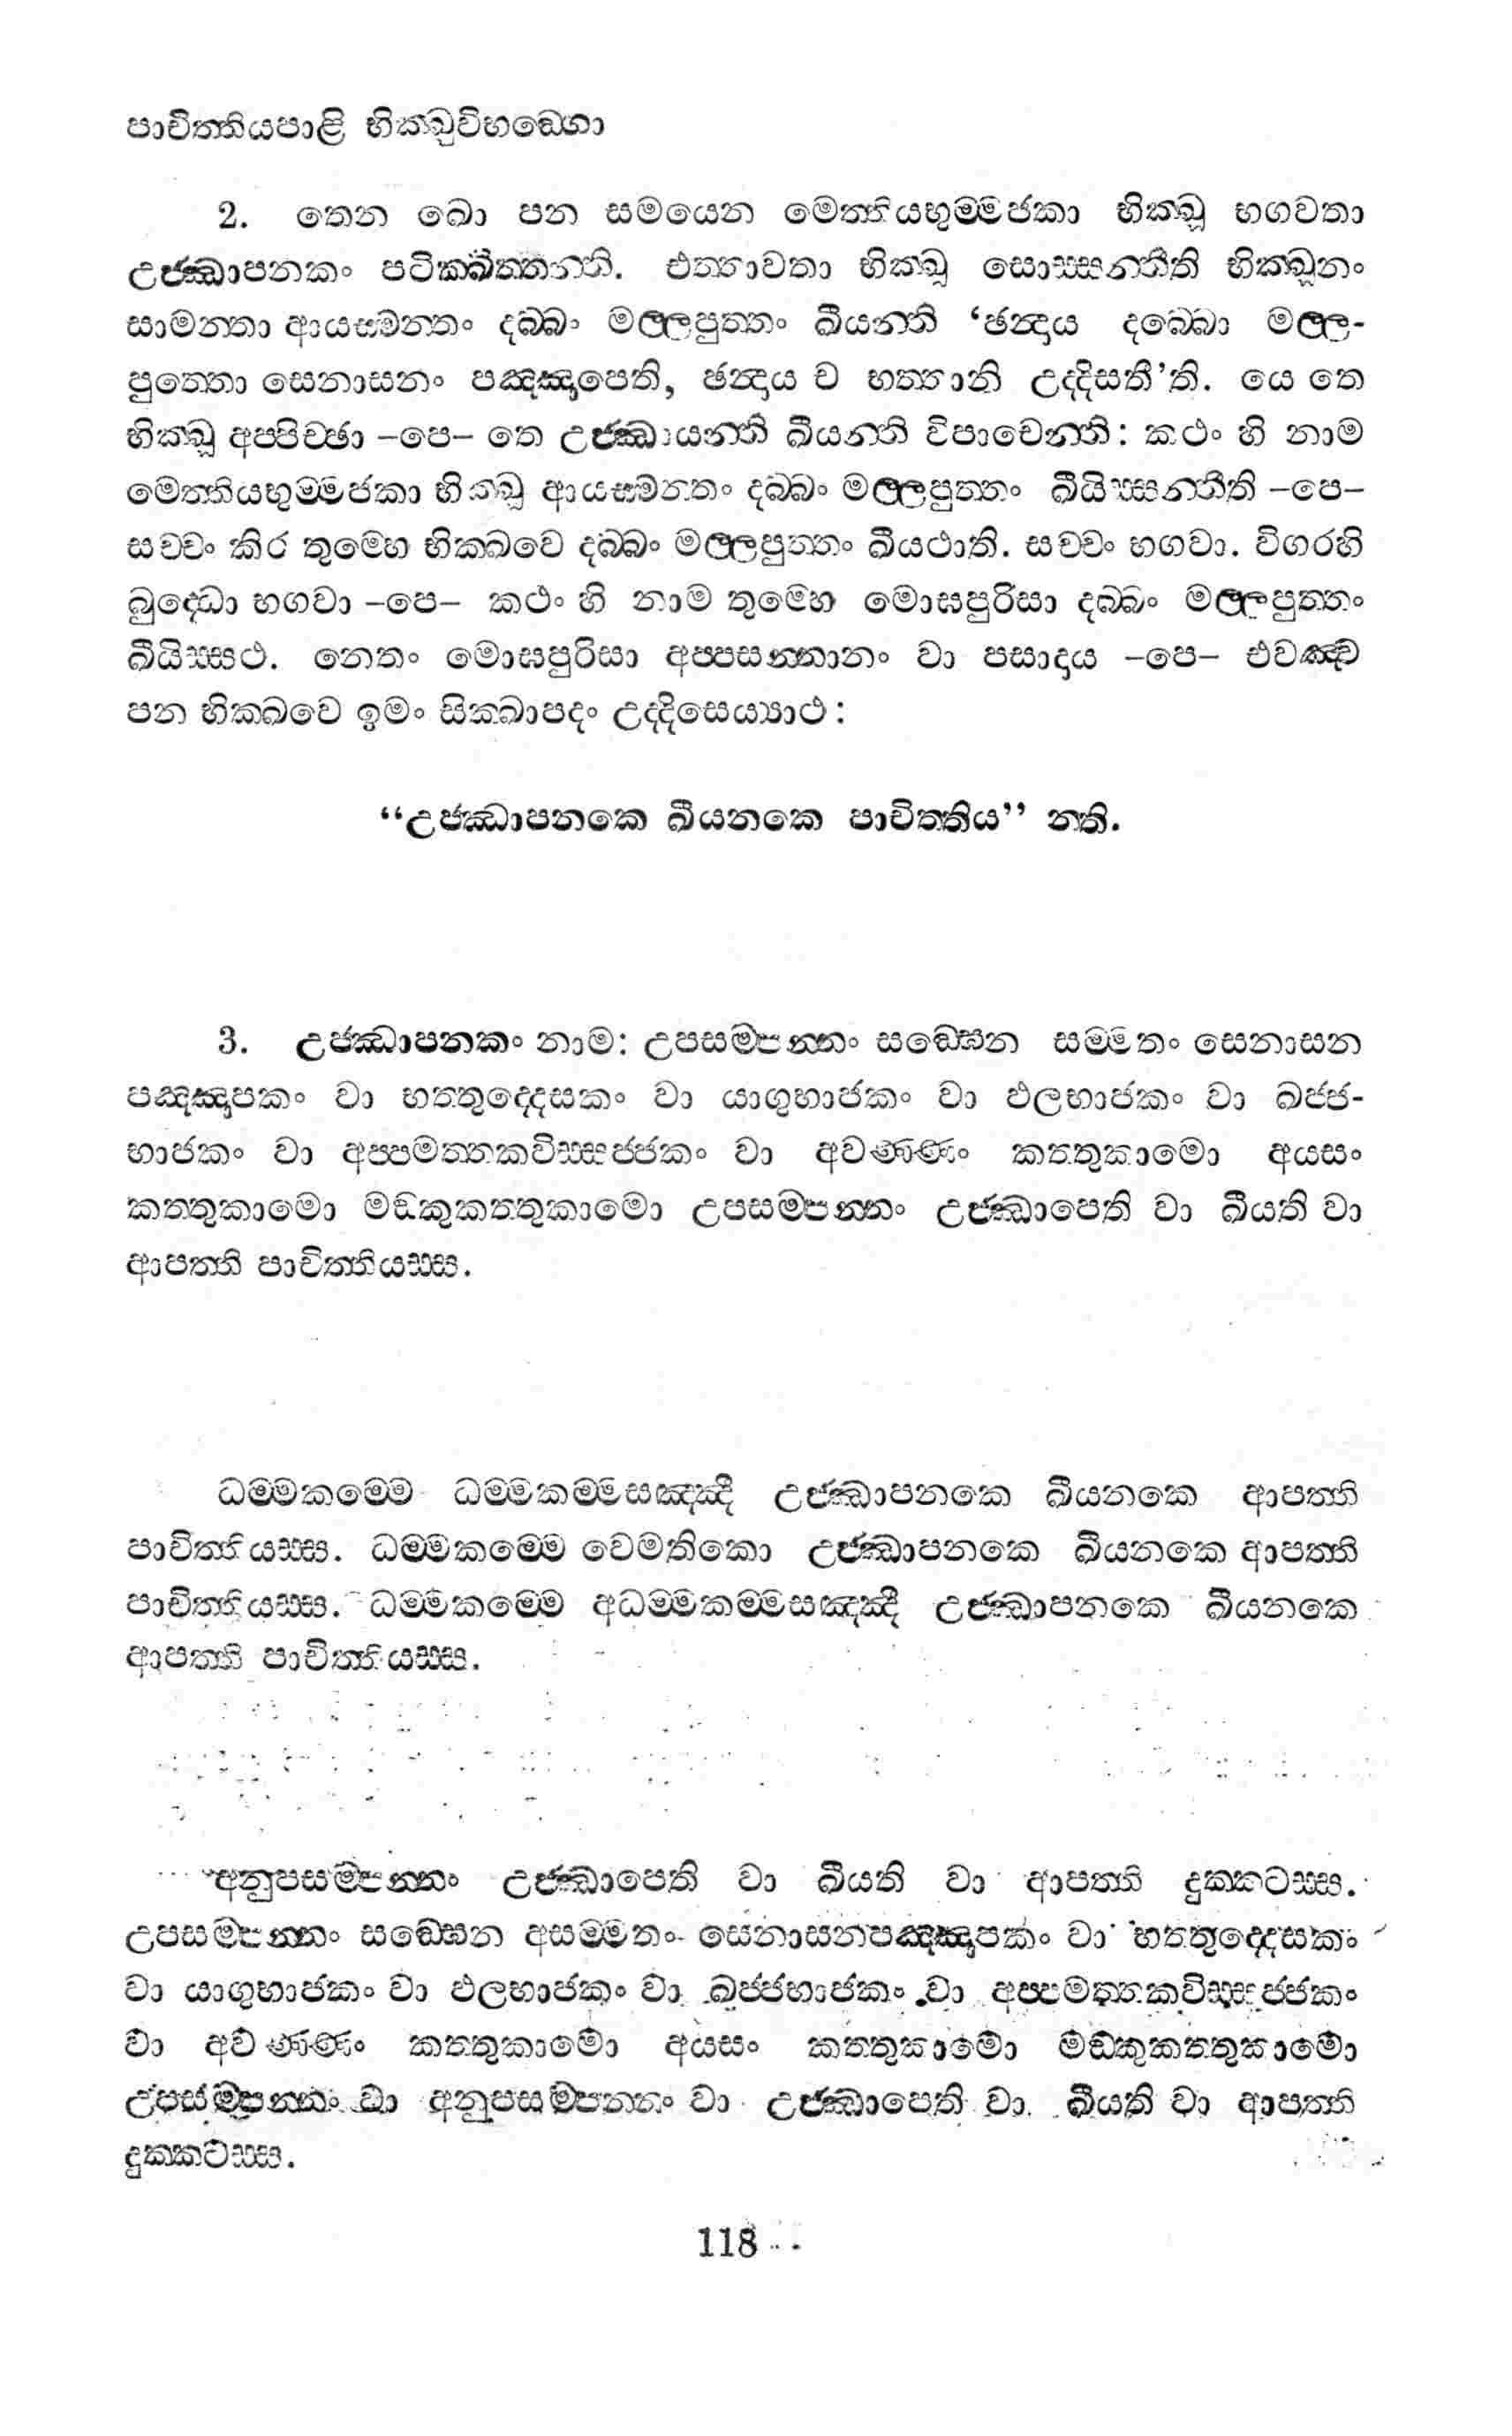 පාචිත්තියපාළි භික්ඛුවිභඞ්ගො
2. තෙන ඛො පන සමයෙන මෙත්තියභුම්මජකා භික්ඛූ භගවතා
උජ්ඣාපනකං පටික්ඛිත්තන්ති. එත්තාවතා භික්ඛූ සොස්සන්තීති භික්ඛූනං
සාමන්තා ආයස්මන්තං දබ්බං මල්ලපුත්තං ඛීයන්ති ‘ඡන්දාය දබ්බො මල්ල-
පුත්තො සෙනාසනං පඤ්ඤාපෙති, ඡන්දාය ච භත්තානි උද්දිසතී’ති. යෙ තෙ
භික්ඛූ අප්පිච්ඡා –පෙ– තෙ උජ්ඣායන්ති ඛීයන්ති විපාචෙන්ති: කථං හි නාම
මෙත්තියභුම්මජකා භික්ඛූ ආයස්මන්තං දබ්බං මල්ලපුත්තං ඛීයිස්සන්තීති –පෙ–
සච්චං කිර තුම්හෙ භික්ඛවෙ දබ්බං මල්ලපුත්තං ඛීයථාති. සච්චං භගවා. විගරහි
බුද්ධො භගවා –පෙ– කථං හි නාම තුම්හෙ මොඝපුරිසා දබ්බං මල්ලපුත්තං
ඛීයිස්සථ. නෙතං මොඝපුරිසා අප්පසන්නානං වා පසාදාය –පෙ– එවඤ්ච
පන භික්ඛවෙ ඉමං සික්ඛාපදං උද්දිසෙය්‍යාථ:
“උජ්ඣාපනකෙ ඛීයනකෙ පාචිත්තිය” න්ති.
3. උජ්ඣාපනකං නාම: උපසම්පන්නං සඞ්ඝෙන සම්මතං සෙනාසන
පඤ්ඤාපකං වා භත්තුද්දෙසකං වා යාගුභාජකං වා ඵලභාජකං වා ඛජ්ජ-
භාජකං වා අප්පමත්තකවිස්සජ්ජකං වා අවණ්ණං කත්තුකාමො අයසං
කත්තුකාමො මඞ්කුකත්තුකාමො උපසම්පන්නං උජ්ඣාපෙති වා ඛීයති වා
ආපත්ති පාචිත්තියස්ස.
ධම්මකම්මෙ ධම්මකම්මසඤ්ඤී උජ්ඣාපනකෙ ඛීයනකෙ ආපත්ති
පාචිත්තියස්ස. ධම්මකම්මෙ වෙමතිකො උජ්ඣාපනකෙ ඛීයනකෙ ආපත්ති
පාචිත්තියස්ස. ධම්මකම්මෙ අධම්මකම්මසඤ්ඤී උජ්ඣාපනකෙ ඛීයනකෙ
ආපත්ති පාචිත්තියස්ස.
අනුපසම්පන්නං උජ්ඣාපෙති වා ඛීයති වා ආපත්ති දුක්කටස්ස.
උපසම්පන්නං සඞ්ඝෙන අසම්මතං සෙනාසනපඤ්ඤාපකං වා භත්තුද්දෙසකං
වා යාගුභාජකං වා ඵලභාජකං වා ඛජ්ජභාජකං වා අප්පමත්තකවිස්සජ්ජකං
වා අවණ්ණං කත්තුකාමො අයසං කත්තුකාමො මඞ්කුකත්තුකාමො
උපසම්පන්නං වා අනුපසම්පන්නං වා උජ්ඣාපෙති වා ඛීයති වා ආපත්ති
දුක්කටස්ස.
118